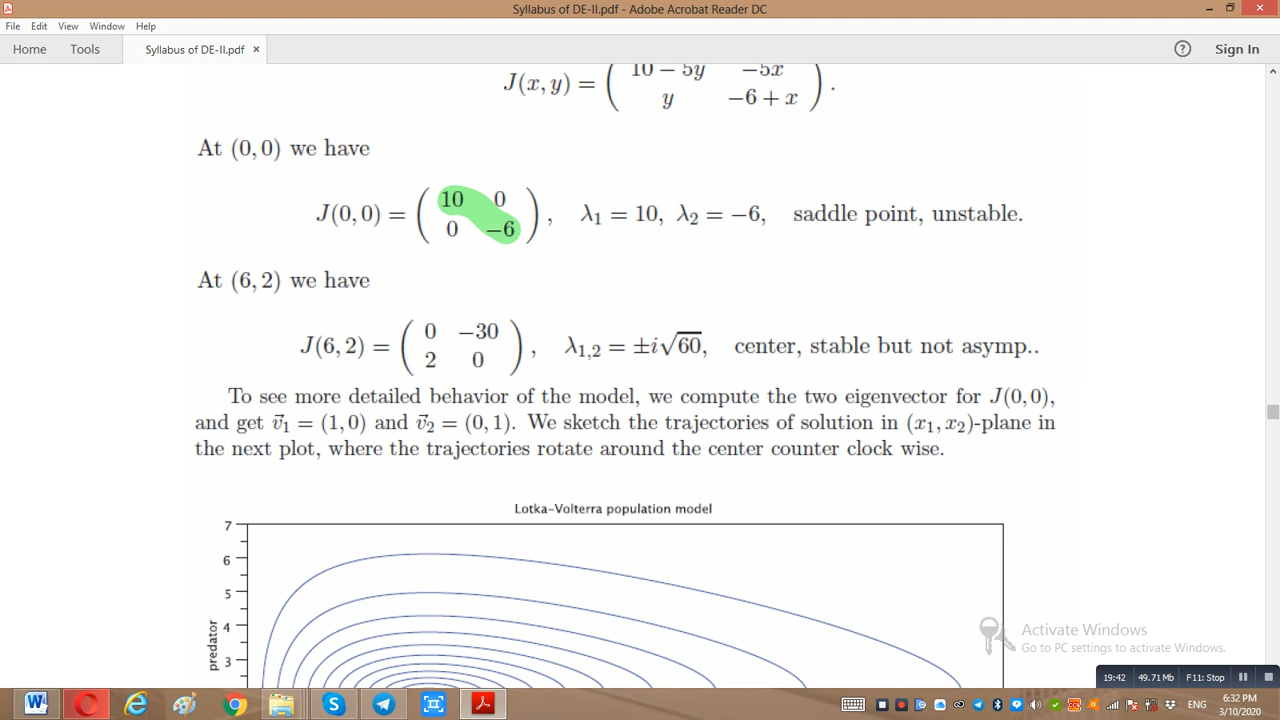 Syllabus of DE-II.pdf - Adobe Acrobat Reader DC
File Edit View Window Help
Home Tools Syllabus of DE-II.pdf × ? Sign In
J(x, y) = ( 10 − 5y −5x
y −6 + x ) .
At (0, 0) we have
J(0, 0) = ( 10 0
0 −6 ) , λ₁ = 10, λ₂ = −6, saddle point, unstable.
At (6, 2) we have
J(6, 2) = ( 0 −30
2 0 ) , λ₁,₂ = ±i√60, center, stable but not asymp..
To see more detailed behavior of the model, we compute the two eigenvector for J(0, 0),
and get v⃗₁ = (1, 0) and v⃗₂ = (0, 1). We sketch the trajectories of solution in (x₁, x₂)-plane in
the next plot, where the trajectories rotate around the center counter clock wise.
Lotka-Volterra population model
7
6
5
4
3
predator
Activate Windows
Go to PC settings to activate Windows.
19:42 49.71 Mb F11: Stop
ENG
6:32 PM
3/10/2020